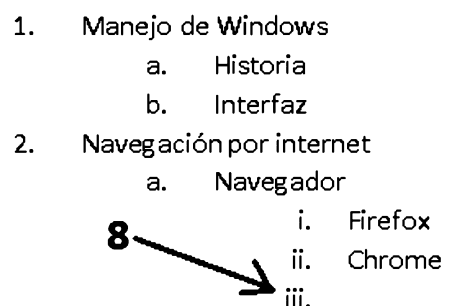 1. Manejo de Windows
a. Historia
b. Interfaz
2. Navegación por internet
a. Navegador
i. Firefox
ii. Chrome
8
iii.